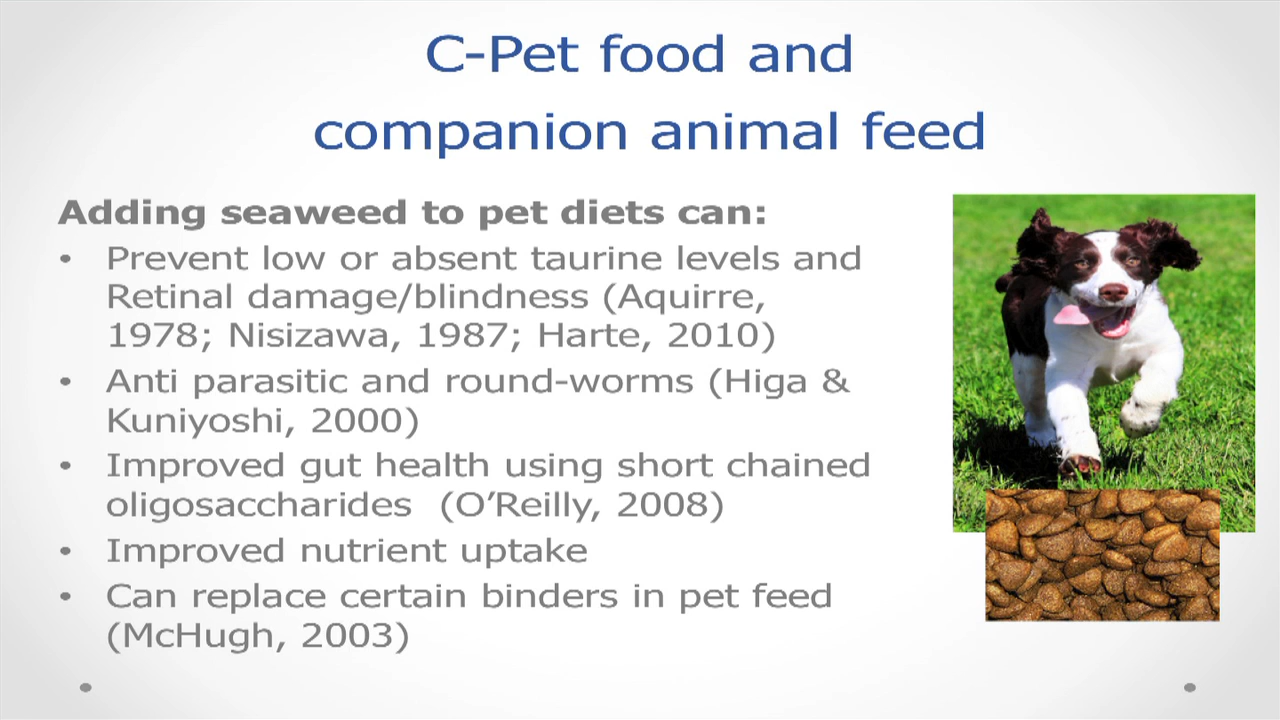 C-Pet food and
companion animal feed
Adding seaweed to pet diets can:
• Prevent low or absent taurine levels and
Retinal damage/blindness (Aquirre,
1978; Nisizawa, 1987; Harte, 2010)
• Anti parasitic and round-worms (Higa &
Kuniyoshi, 2000)
• Improved gut health using short chained
oligosaccharides (O’Reilly, 2008)
• Improved nutrient uptake
• Can replace certain binders in pet feed
(McHugh, 2003)